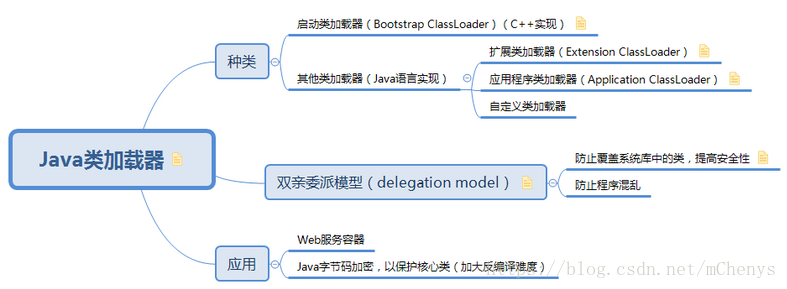 启动类加载器（Bootstrap ClassLoader）（C++实现）
种类
扩展类加载器（Extension ClassLoader）
其他类加载器（Java语言实现）
应用程序类加载器（Application ClassLoader）
自定义类加载器
Java类加载器
双亲委派模型（delegation model）
防止覆盖系统库中的类，提高安全性
防止程序混乱
应用
Web服务容器
Java字节码加密，以保护核心类（加大反编译难度）
https://blog.csdn.net/mChenys